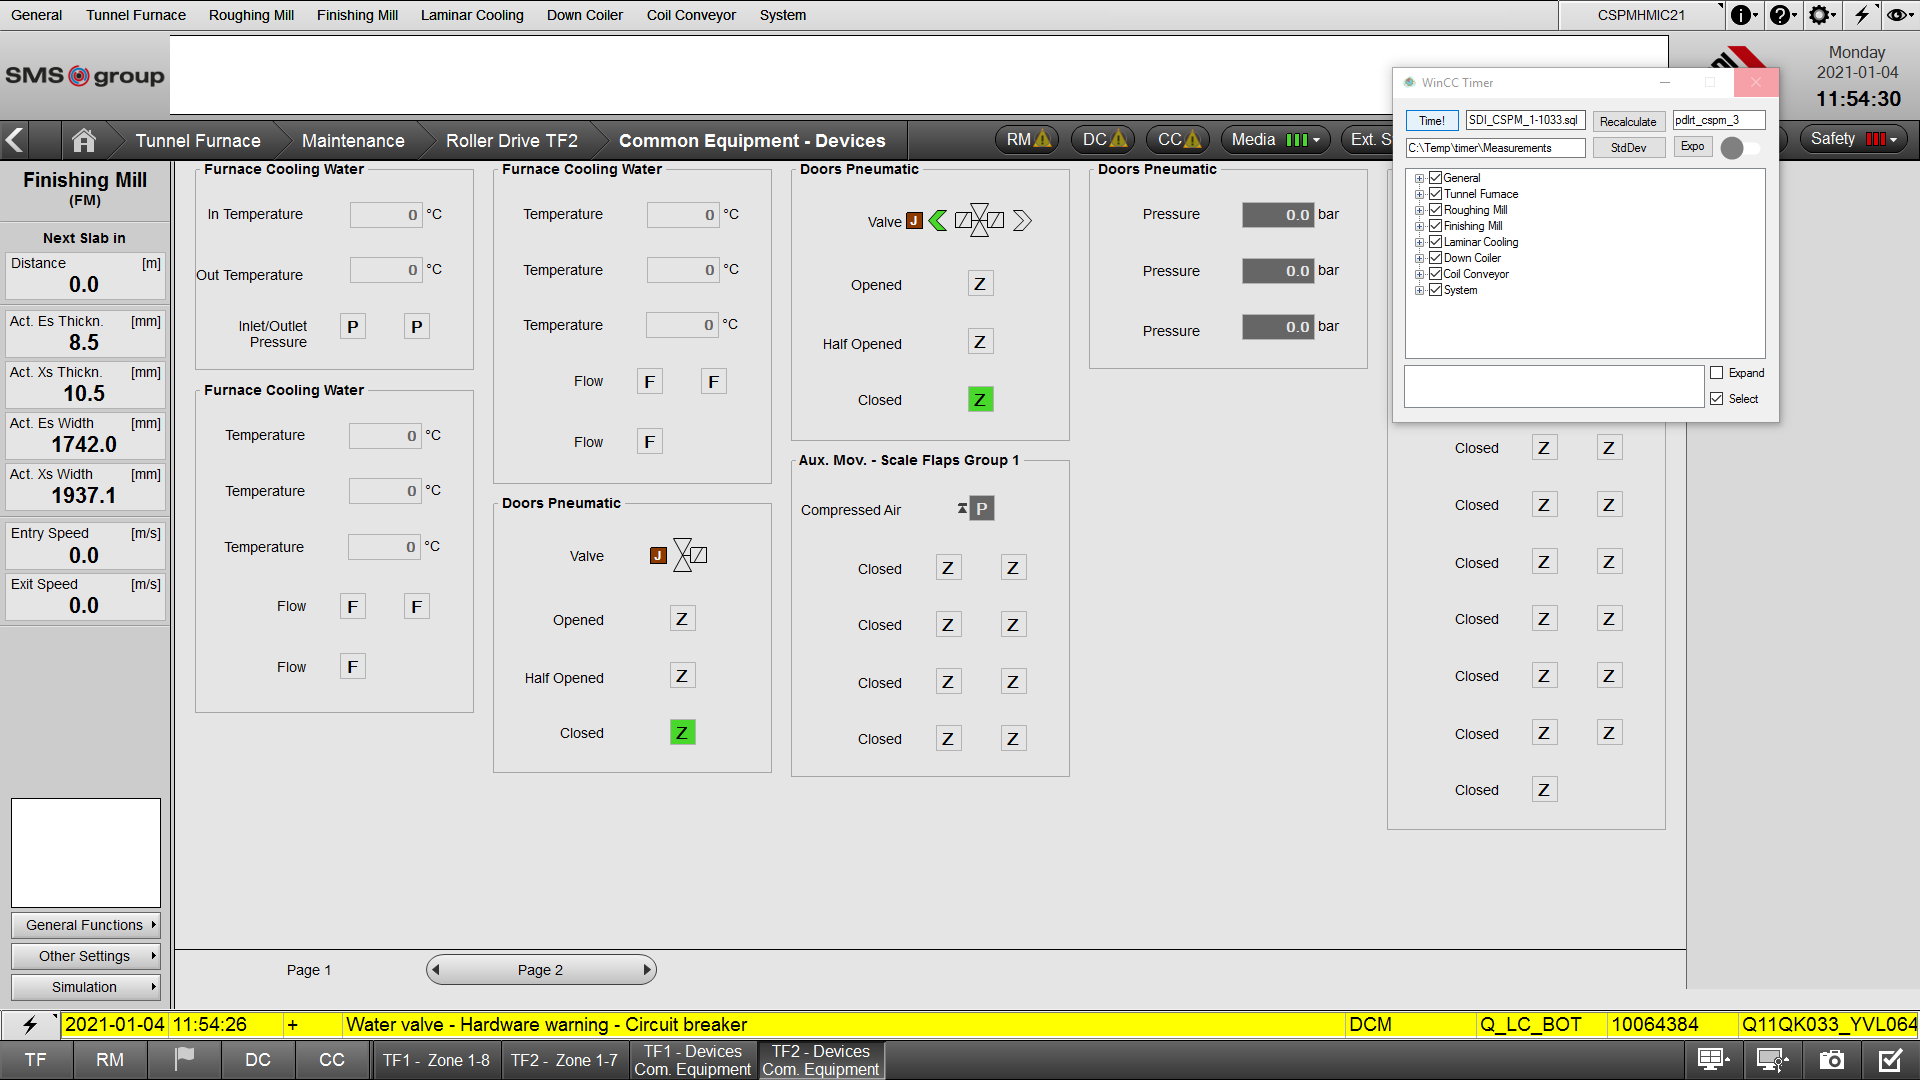 General Tunnel Furnace Roughing Mill Finishing Mill Laminar Cooling Down Coiler Coil Conveyor System CSPMHMIC21
SMS group
Monday
2021-01-04
11:54:30
Tunnel Furnace Maintenance Roller Drive TF2 Common Equipment - Devices RM DC CC Media Ext. S Safety
WinCC Timer
Time! SDI_CSPM_1-1033.sql Recalculate pdlrt_cspm_3
C:\Temp\timer\Measurements StdDev Expo
General
Tunnel Furnace
Roughing Mill
Finishing Mill
Laminar Cooling
Down Coiler
Coil Conveyor
System
Expand
Select
Finishing Mill
(FM)
Next Slab in
Distance [m]
0.0
Act. Es Thickn. [mm]
8.5
Act. Xs Thickn. [mm]
10.5
Act. Es Width [mm]
1742.0
Act. Xs Width [mm]
1937.1
Entry Speed [m/s]
0.0
Exit Speed [m/s]
0.0
General Functions
Other Settings
Simulation
Furnace Cooling Water
In Temperature 0 °C
Out Temperature 0 °C
Inlet/Outlet
Pressure P P
Furnace Cooling Water
Temperature 0 °C
Temperature 0 °C
Temperature 0 °C
Flow F F
Flow F
Furnace Cooling Water
Temperature 0 °C
Temperature 0 °C
Temperature 0 °C
Flow F F
Flow F
Doors Pneumatic
Valve J
Opened Z
Half Opened Z
Closed Z
Doors Pneumatic
Valve J
Opened Z
Half Opened Z
Closed Z
Aux. Mov. - Scale Flaps Group 1
Compressed Air P
Closed Z Z
Closed Z Z
Closed Z Z
Closed Z Z
Doors Pneumatic
Pressure 0.0 bar
Pressure 0.0 bar
Pressure 0.0 bar
Closed Z Z
Closed Z Z
Closed Z Z
Closed Z Z
Closed Z Z
Closed Z Z
Closed Z
Page 1 Page 2
2021-01-04 11:54:26 + Water valve - Hardware warning - Circuit breaker DCM Q_LC_BOT 10064384 Q11QK033_YVL064
TF RM DC CC TF1 - Zone 1-8 TF2 - Zone 1-7
TF1 - Devices
Com. Equipment
TF2 - Devices
Com. Equipment